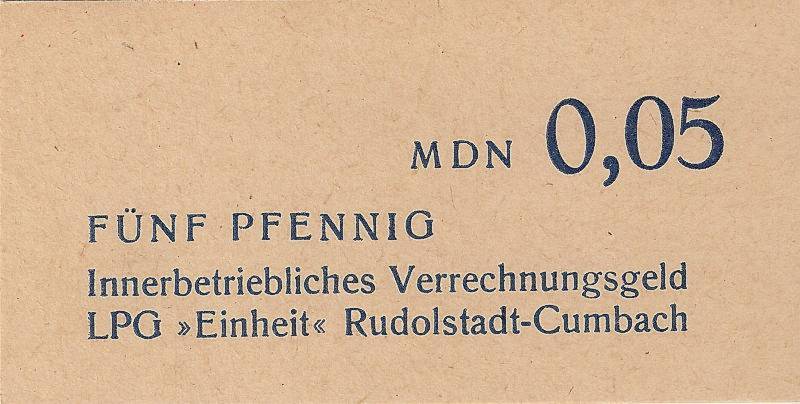 MDN 0,05
FÜNF PFENNIG
Innerbetriebliches Verrechnungsgeld
LPG »Einheit« Rudolstadt-Cumbach